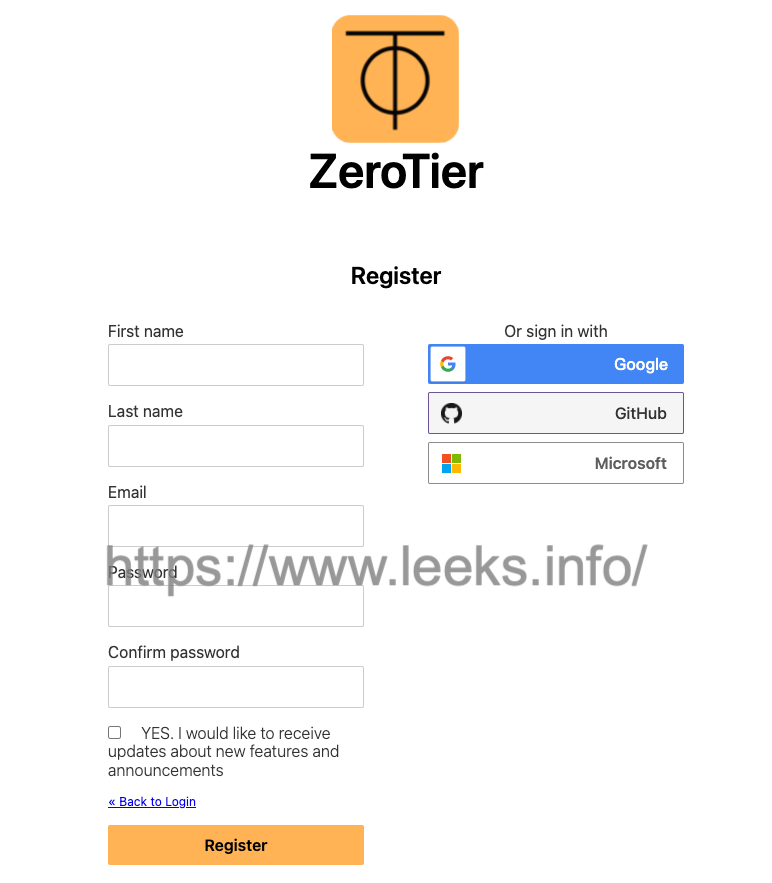 ZeroTier
Register
First name
Last name
Email
Password
Confirm password
YES. I would like to receive
updates about new features and
announcements
« Back to Login
Register
Or sign in with
Google
GitHub
Microsoft
https://www.leeks.info/